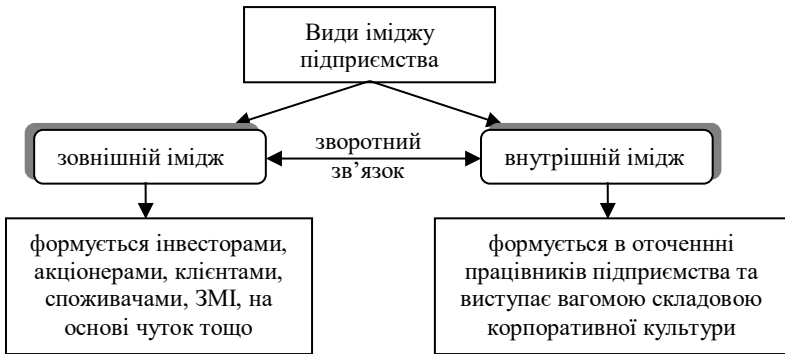 Види іміджу
підприємства
зовнішній імідж
зворотний
зв’язок
внутрішній імідж
формується інвесторами,
акціонерами, клієнтами,
споживачами, ЗМІ, на
основі чуток тощо
формується в оточеннні
працівників підприємства та
виступає вагомою складовою
корпоративної культури